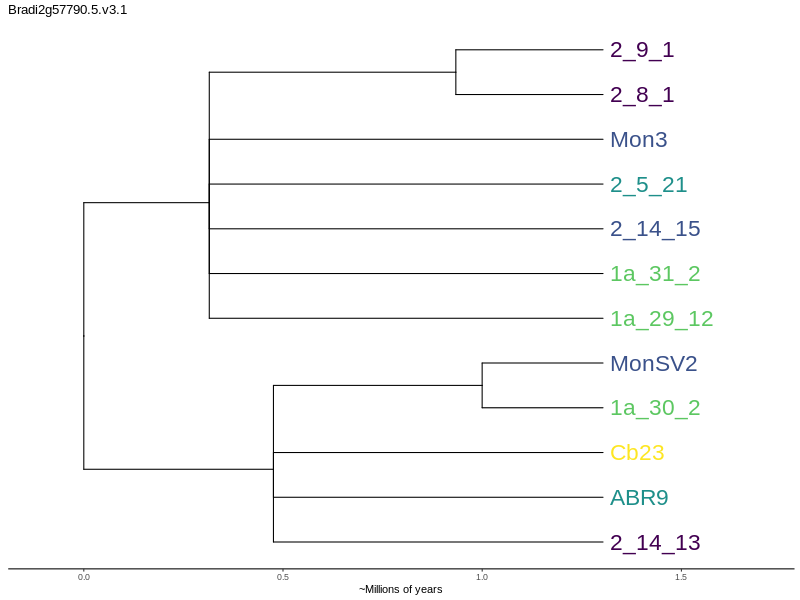 Bradi2g57790.5.v3.1
2_9_1
2_8_1
Mon3
2_5_21
2_14_15
1a_31_2
1a_29_12
MonSV2
1a_30_2
Cb23
ABR9
2_14_13
0.0 0.5 1.0 1.5
~Millions of years